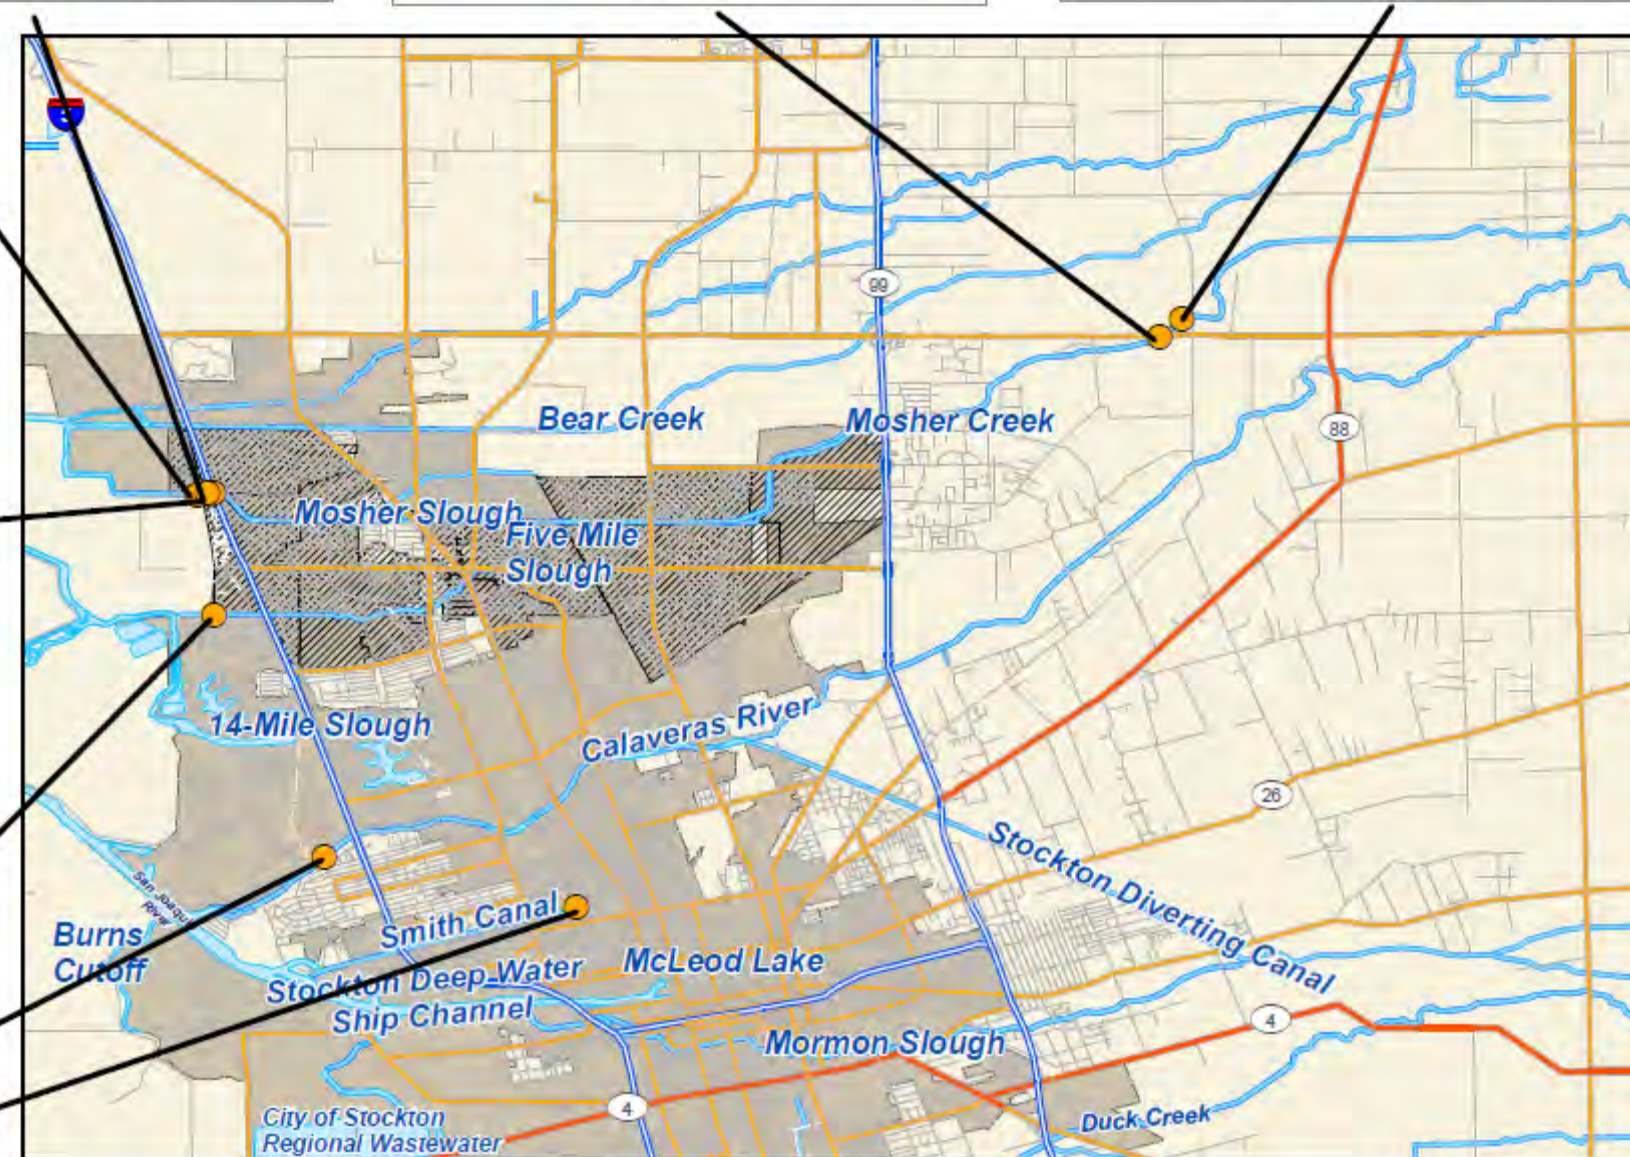 5
99
Bear Creek
Mosher Creek
88
Mosher Slough
Five Mile
Slough
14-Mile Slough
Calaveras River
26
Stockton Diverting Canal
San Joaqu
River
Smith Canal
Burns
Cutoff
McLeod Lake
Stockton Deep Water
Ship Channel
4
Mormon Slough
4
City of Stockton
Regional Wastewater
Duck Creek